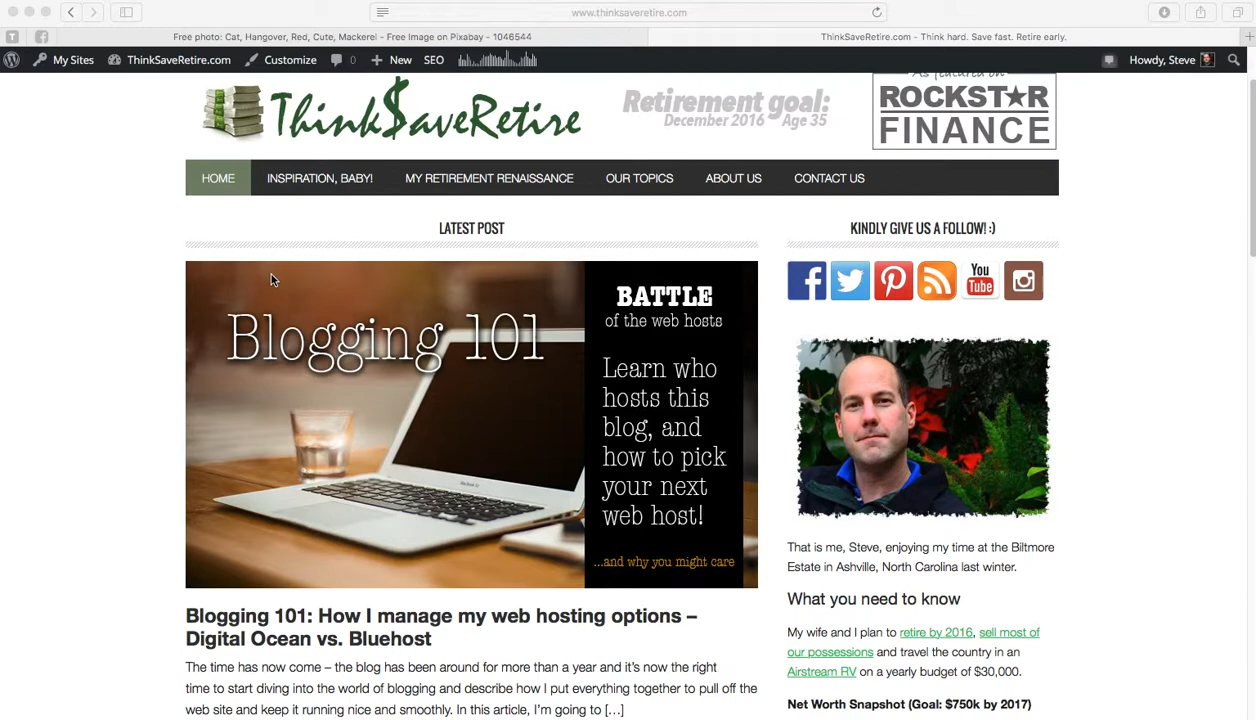 www.thinksaveretire.com
Free photo: Cat, Hangover, Red, Cute, Mackerel - Free Image on Pixabay - 1046544
ThinkSaveRetire.com - Think hard. Save fast. Retire early.
My Sites ThinkSaveRetire.com Customize 0 New SEO Howdy, Steve
Think$aveRetire
Retirement goal:
December 2016 Age 35
As featured on
ROCKST★R
FINANCE
HOME INSPIRATION, BABY! MY RETIREMENT RENAISSANCE OUR TOPICS ABOUT US CONTACT US
LATEST POST
Blogging 101
BATTLE
of the web hosts
Learn who
hosts this
blog, and
how to pick
your next
web host!
...and why you might care
Blogging 101: How I manage my web hosting options –
Digital Ocean vs. Bluehost
The time has now come – the blog has been around for more than a year and it's now the right
time to start diving into the world of blogging and describe how I put everything together to pull off the
web site and keep it running nice and smoothly. In this article, I'm going to […]
KINDLY GIVE US A FOLLOW! :)
You
Tube
That is me, Steve, enjoying my time at the Biltmore
Estate in Ashville, North Carolina last winter.
What you need to know
My wife and I plan to retire by 2016, sell most of
our possessions and travel the country in an
Airstream RV on a yearly budget of $30,000.
Net Worth Snapshot (Goal: $750k by 2017)